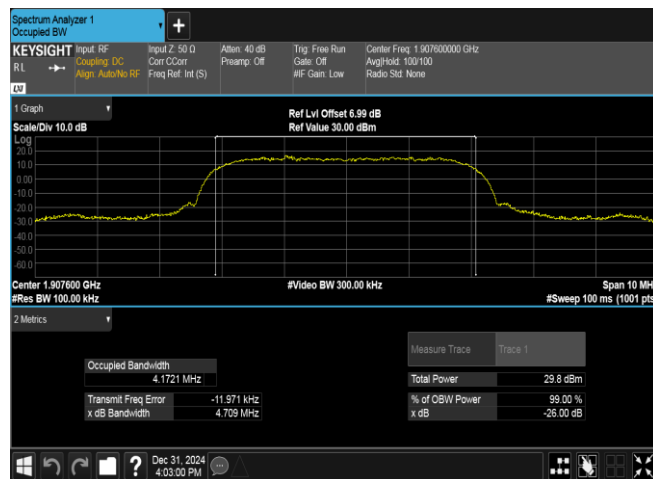 Spectrum Analyzer 1
Occupied BW
+
KEYSIGHT
RL
LXI
Input: RF
Coupling: DC
Align: Auto/No RF
Input Z: 50 Ω
Corr CCorr
Freq Ref: Int (S)
Atten: 40 dB
Preamp: Off
Trig: Free Run
Gate: Off
#IF Gain: Low
Center Freq: 1.907600000 GHz
Avg|Hold: 100/100
Radio Std: None
1 Graph
Scale/Div 10.0 dB
Ref Lvl Offset 6.99 dB
Ref Value 30.00 dBm
Log
20.0
10.0
0.00
-10.0
-20.0
-30.0
-40.0
-50.0
-60.0
Center 1.907600 GHz
#Res BW 100.00 kHz
#Video BW 300.00 kHz
Span 10 MH
#Sweep 100 ms (1001 pts
2 Metrics
Measure Trace Trace 1
Occupied Bandwidth
4.1721 MHz
Total Power 29.8 dBm
Transmit Freq Error -11.971 kHz
x dB Bandwidth 4.709 MHz
% of OBW Power 99.00 %
x dB -26.00 dB
?
Dec 31, 2024
4:03:00 PM